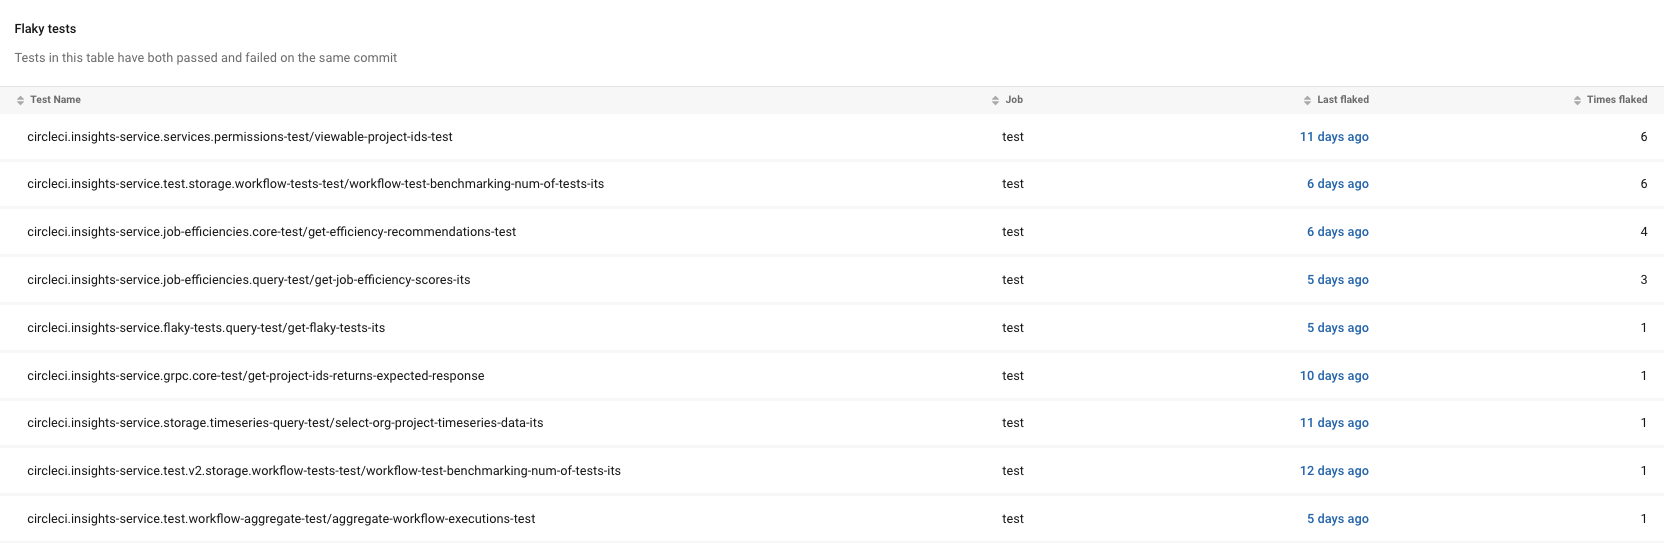 Flaky tests
Tests in this table have both passed and failed on the same commit
Test Name Job Last flaked Times flaked
circleci.insights-service.services.permissions-test/viewable-project-ids-test test 11 days ago 6
circleci.insights-service.test.storage.workflow-tests-test/workflow-test-benchmarking-num-of-tests-its test 6 days ago 6
circleci.insights-service.job-efficiencies.core-test/get-efficiency-recommendations-test test 6 days ago 4
circleci.insights-service.job-efficiencies.query-test/get-job-efficiency-scores-its test 5 days ago 3
circleci.insights-service.flaky-tests.query-test/get-flaky-tests-its test 5 days ago 1
circleci.insights-service.grpc.core-test/get-project-ids-returns-expected-response test 10 days ago 1
circleci.insights-service.storage.timeseries-query-test/select-org-project-timeseries-data-its test 11 days ago 1
circleci.insights-service.test.v2.storage.workflow-tests-test/workflow-test-benchmarking-num-of-tests-its test 12 days ago 1
circleci.insights-service.test.workflow-aggregate-test/aggregate-workflow-executions-test test 5 days ago 1